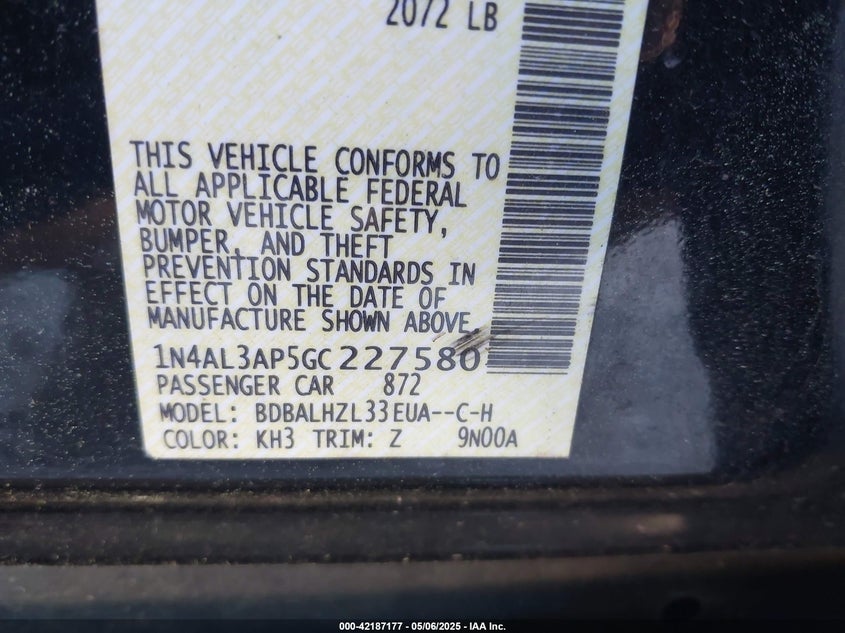 2072 LB
THIS VEHICLE CONFORMS TO
ALL APPLICABLE FEDERAL
MOTOR VEHICLE SAFETY,
BUMPER, AND THEFT
PREVENTION STANDARDS IN
EFFECT ON THE DATE OF
MANUFACTURE SHOWN ABOVE.
1N4AL3AP5GC227580
PASSENGER CAR 872
MODEL: BDBALHZL33EUA--C-H
COLOR: KH3 TRIM: Z 9N00A
000-42187177 - 05/06/2025 - IAA Inc.